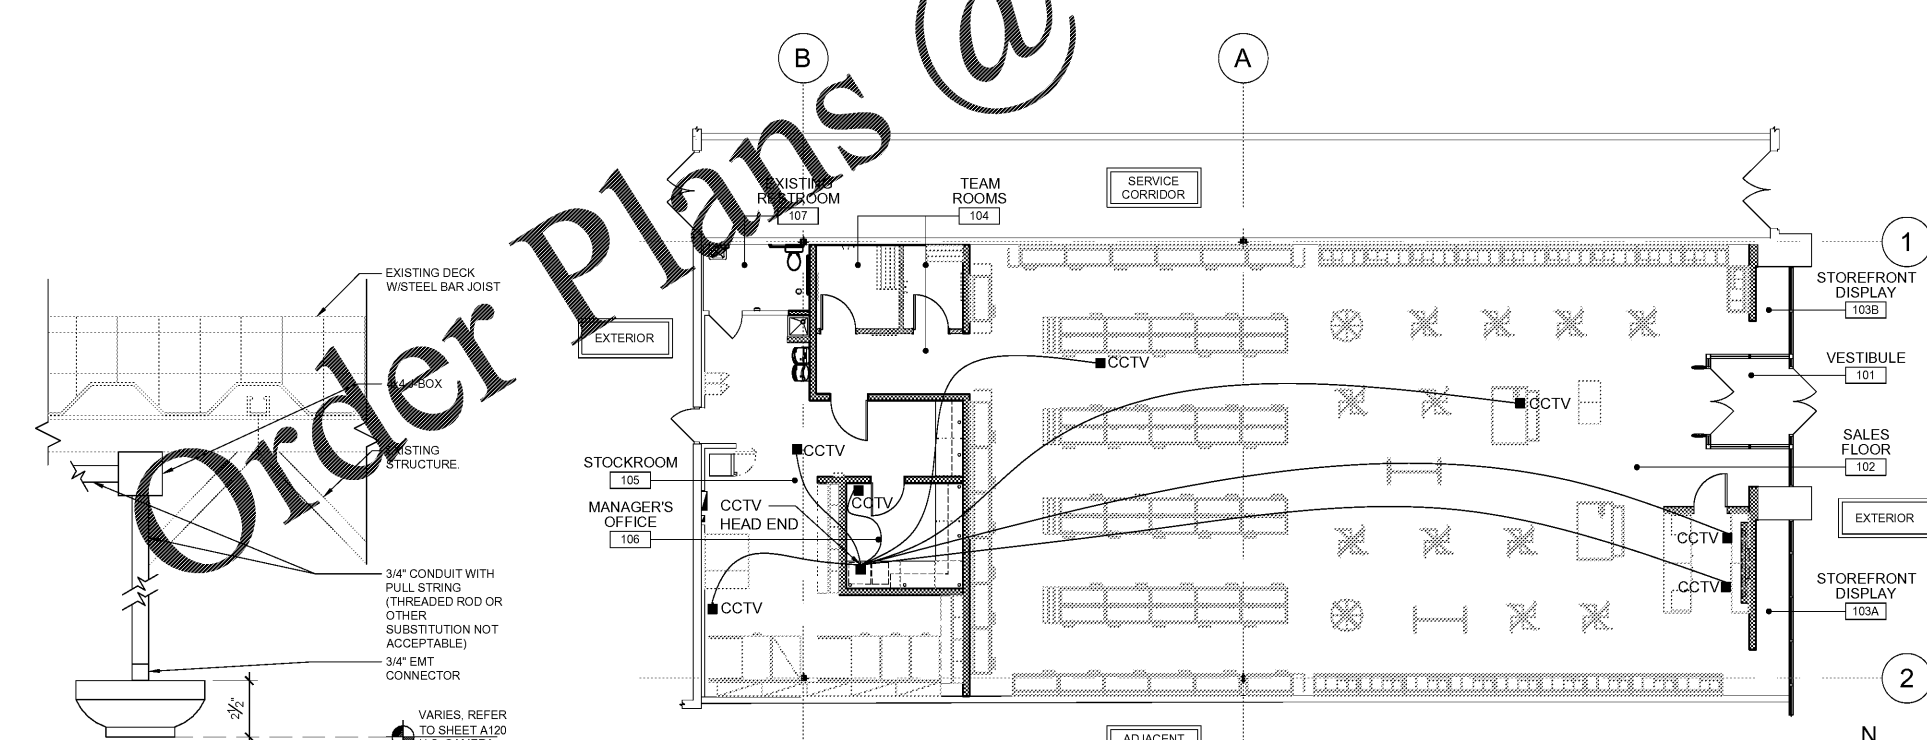 Order Plans @
B
A
1
2
EXISTING
RESTROOM
107
TEAM
ROOMS
104
SERVICE
CORRIDOR
EXTERIOR
STOREFRONT
DISPLAY
103B
VESTIBULE
101
SALES
FLOOR
102
EXTERIOR
STOREFRONT
DISPLAY
103A
EXISTING DECK
W/STEEL BAR JOIST
J-BOX
EXISTING
STRUCTURE.
3/4" CONDUIT WITH
PULL STRING
(THREADED ROD OR
OTHER
SUBSTITUTION NOT
ACCEPTABLE)
3/4" EMT
CONNECTOR
2½"
VARIES, REFER
TO SHEET A120
STOCKROOM
105
MANAGER'S
OFFICE
106
CCTV
HEAD END
CCTV
CCTV
CCTV
CCTV
CCTV
CCTV
CCTV
ADJACENT
N